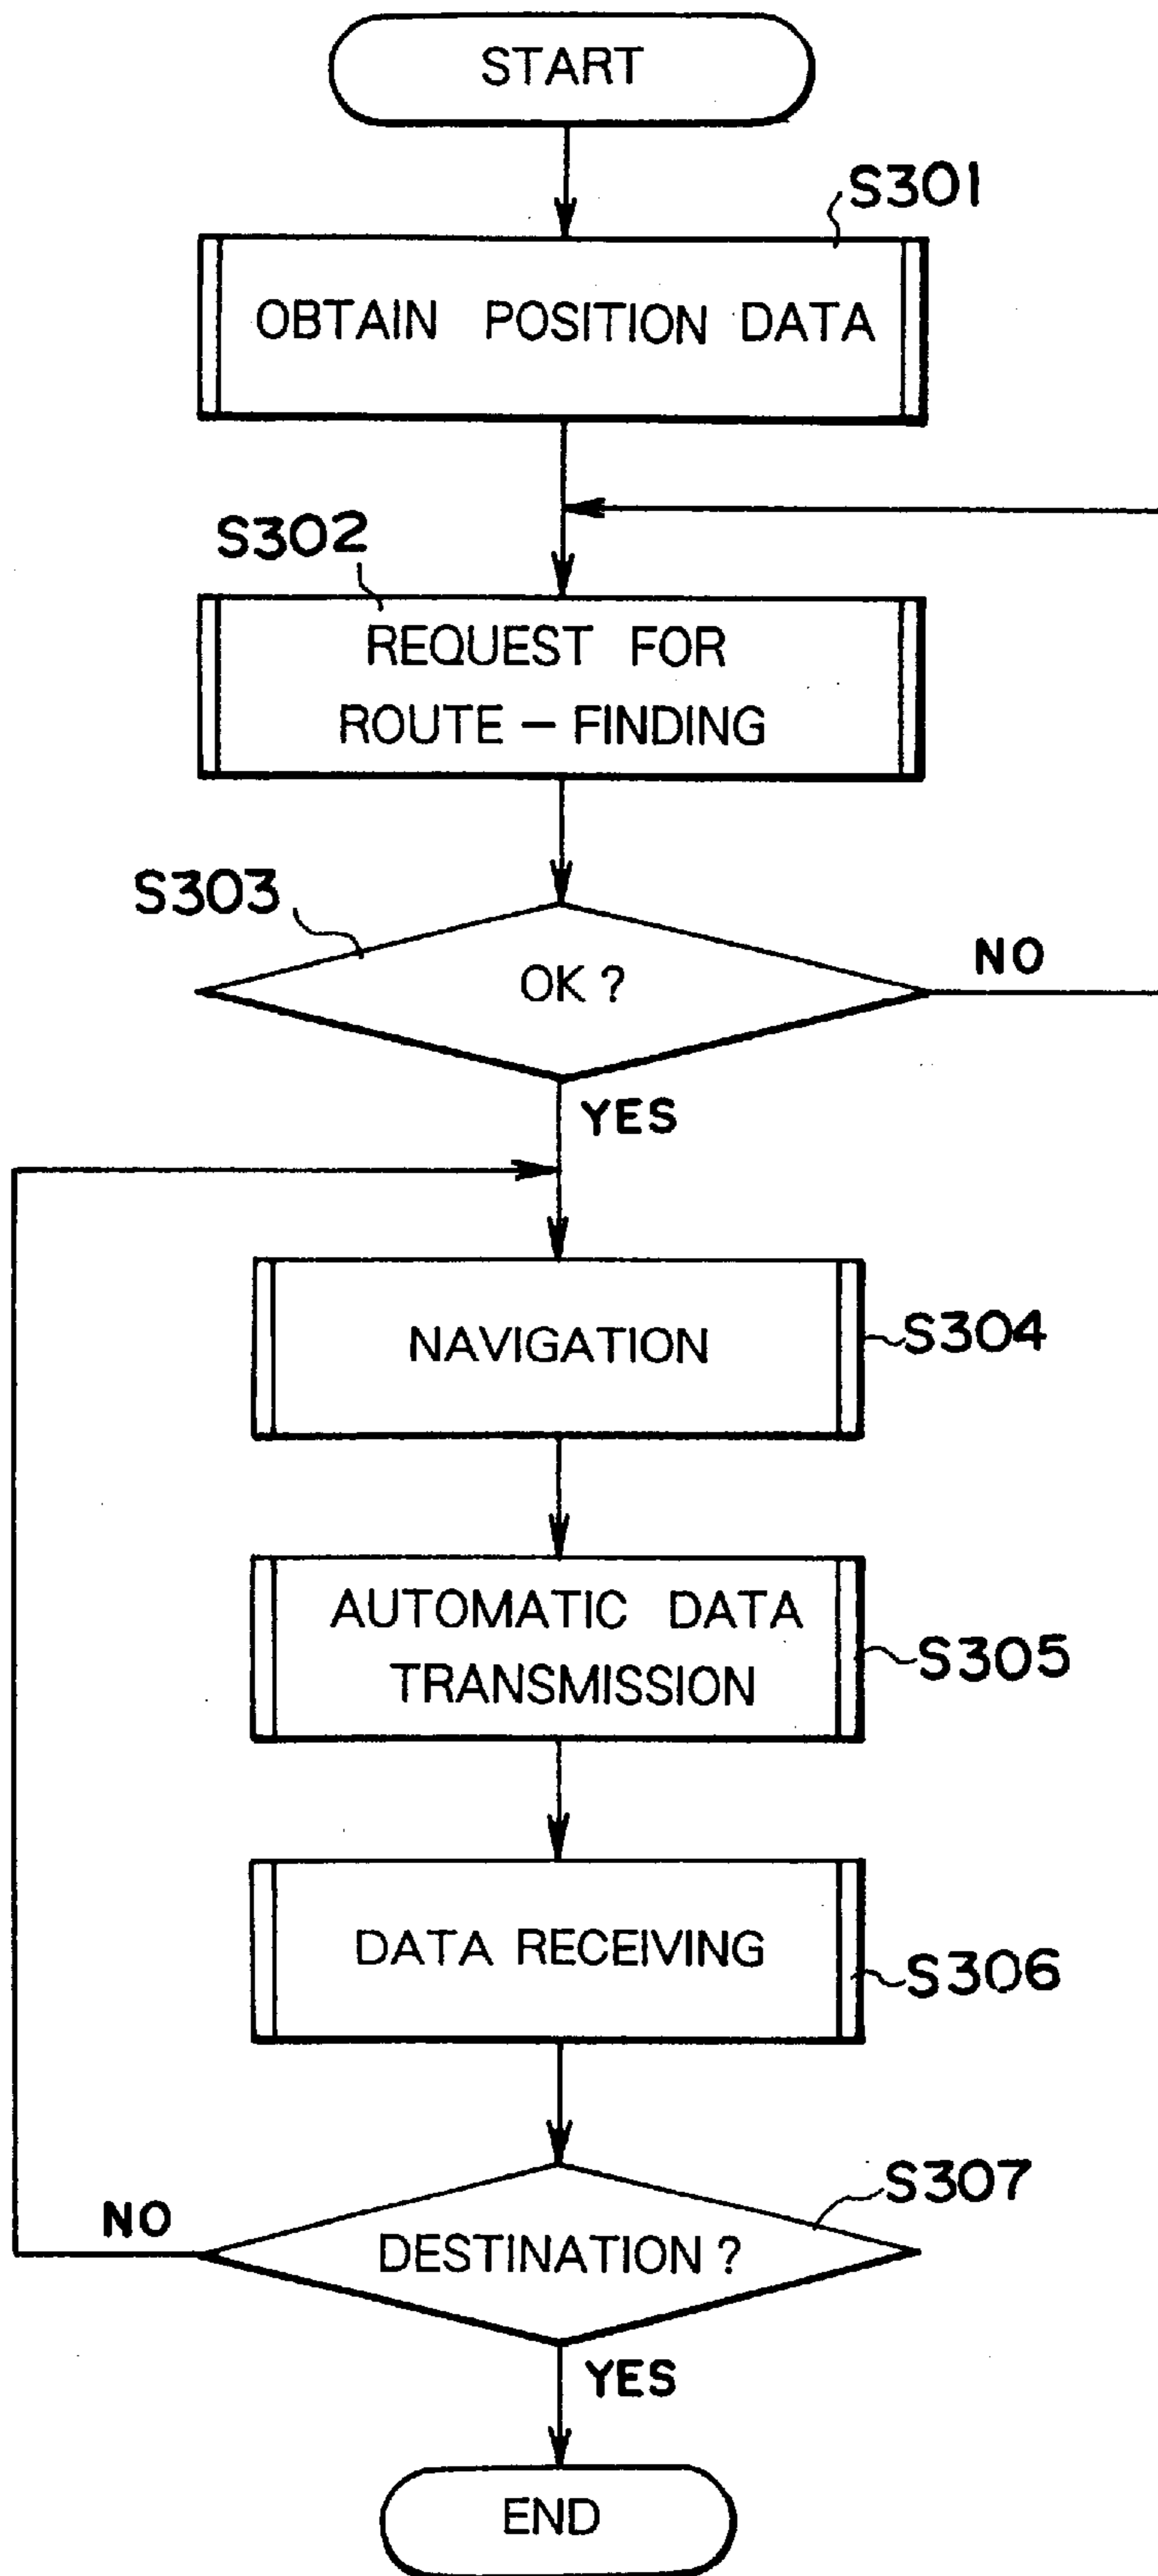 START
S301
OBTAIN POSITION DATA
S302
REQUEST FOR
ROUTE - FINDING
S303
OK ?
NO
YES
NAVIGATION
S304
AUTOMATIC DATA
TRANSMISSION
S305
DATA RECEIVING
S306
S307
NO
DESTINATION ?
YES
END